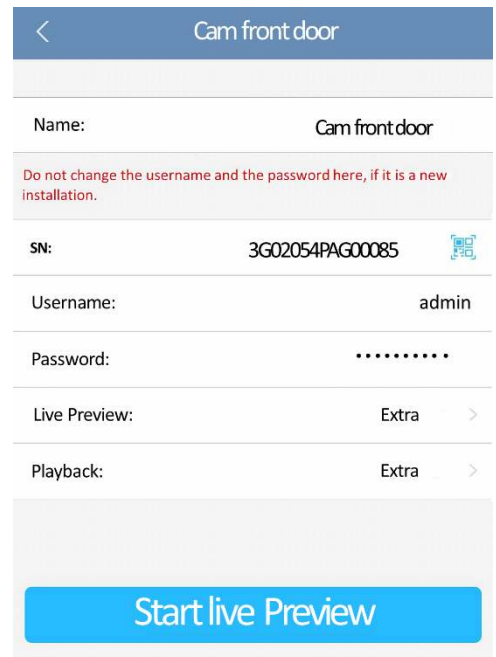 Cam front door
Name: Cam front door
Do not change the username and the password here, if it is a new
installation.
SN: 3G02054PAG00085
Username: admin
Password: ••••••••••
Live Preview: Extra
Playback: Extra
Start live Preview